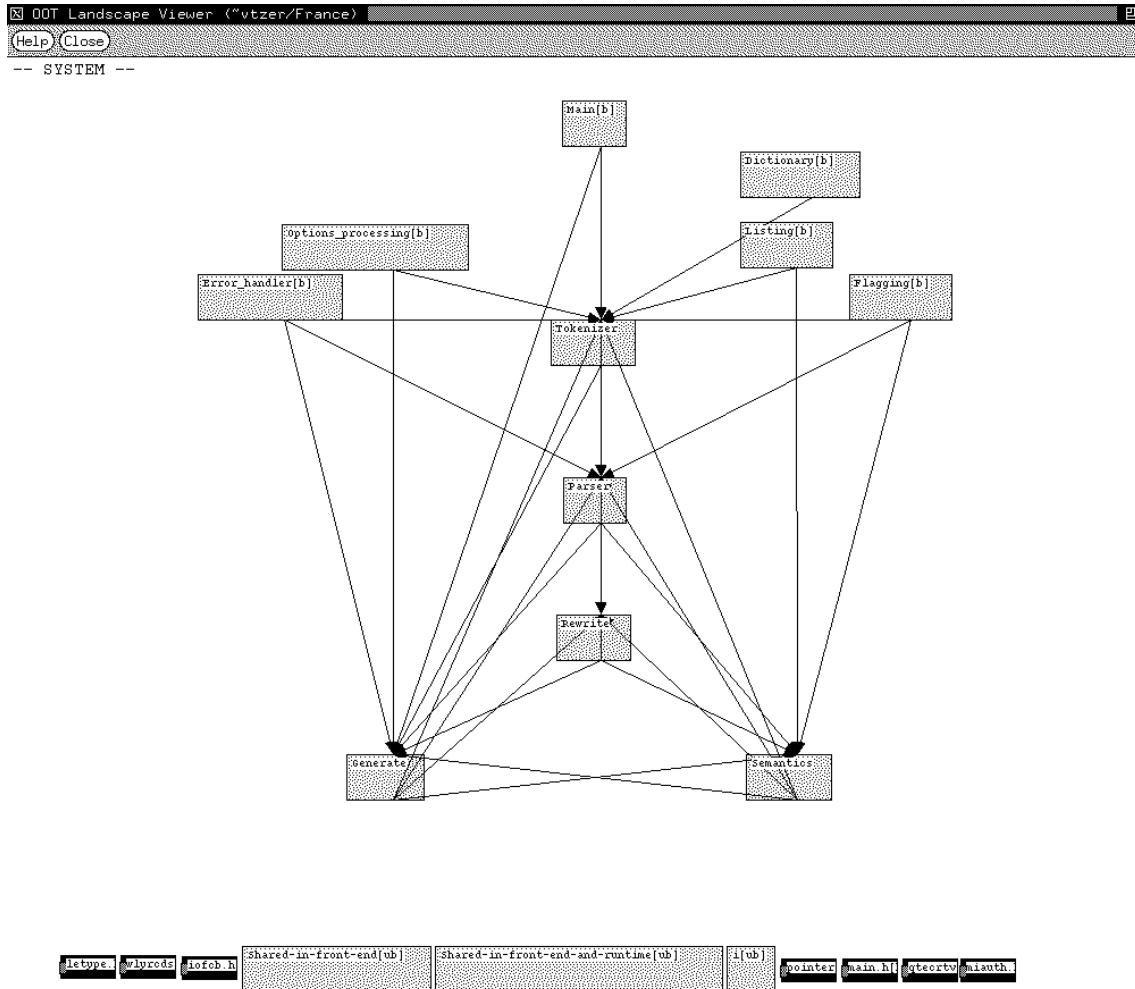 OOT Landscape Viewer (~vtzer/France)
Help Close
-- SYSTEM --
Main[b]
Dictionary[b]
Options_processing[b]
Listing[b]
Error_handler[b]
Flagging[b]
Tokenizer
Parser
Rewrite
Generate
Semantics
letype. wlyrcds iofcb.h Shared-in-front-end[ub] Shared-in-front-end-and-runtime[ub] i[ub] pointer main.h[ miauth.